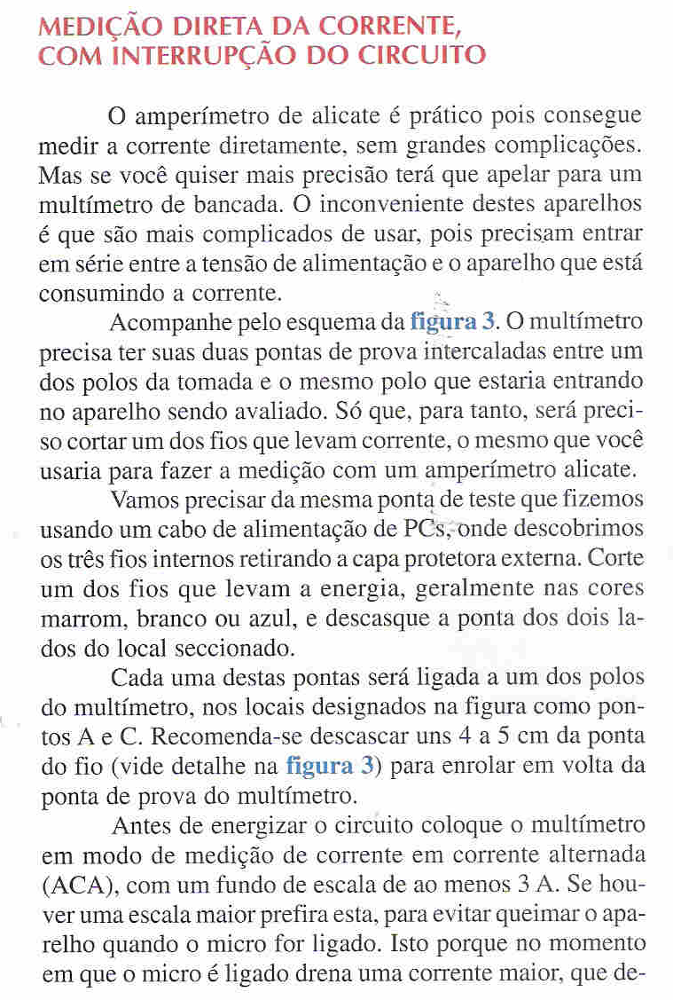 MEDIÇÃO DIRETA DA CORRENTE,
COM INTERRUPÇÃO DO CIRCUITO
O amperímetro de alicate é prático pois consegue
medir a corrente diretamente, sem grandes complicações.
Mas se você quiser mais precisão terá que apelar para um
multímetro de bancada. O inconveniente destes aparelhos
é que são mais complicados de usar, pois precisam entrar
em série entre a tensão de alimentação e o aparelho que está
consumindo a corrente.
Acompanhe pelo esquema da figura 3. O multímetro
precisa ter suas duas pontas de prova intercaladas entre um
dos polos da tomada e o mesmo polo que estaria entrando
no aparelho sendo avaliado. Só que, para tanto, será preci-
so cortar um dos fios que levam corrente, o mesmo que você
usaria para fazer a medição com um amperímetro alicate.
Vamos precisar da mesma ponta de teste que fizemos
usando um cabo de alimentação de PCs, onde descobrimos
os três fios internos retirando a capa protetora externa. Corte
um dos fios que levam a energia, geralmente nas cores
marrom, branco ou azul, e descasque a ponta dos dois la-
dos do local seccionado.
Cada uma destas pontas será ligada a um dos polos
do multímetro, nos locais designados na figura como pon-
tos A e C. Recomenda-se descascar uns 4 a 5 cm da ponta
do fio (vide detalhe na figura 3) para enrolar em volta da
ponta de prova do multímetro.
Antes de energizar o circuito coloque o multímetro
em modo de medição de corrente em corrente alternada
(ACA), com um fundo de escala de ao menos 3 A. Se hou-
ver uma escala maior prefira esta, para evitar queimar o apa-
relho quando o micro for ligado. Isto porque no momento
em que o micro é ligado drena uma corrente maior, que de-